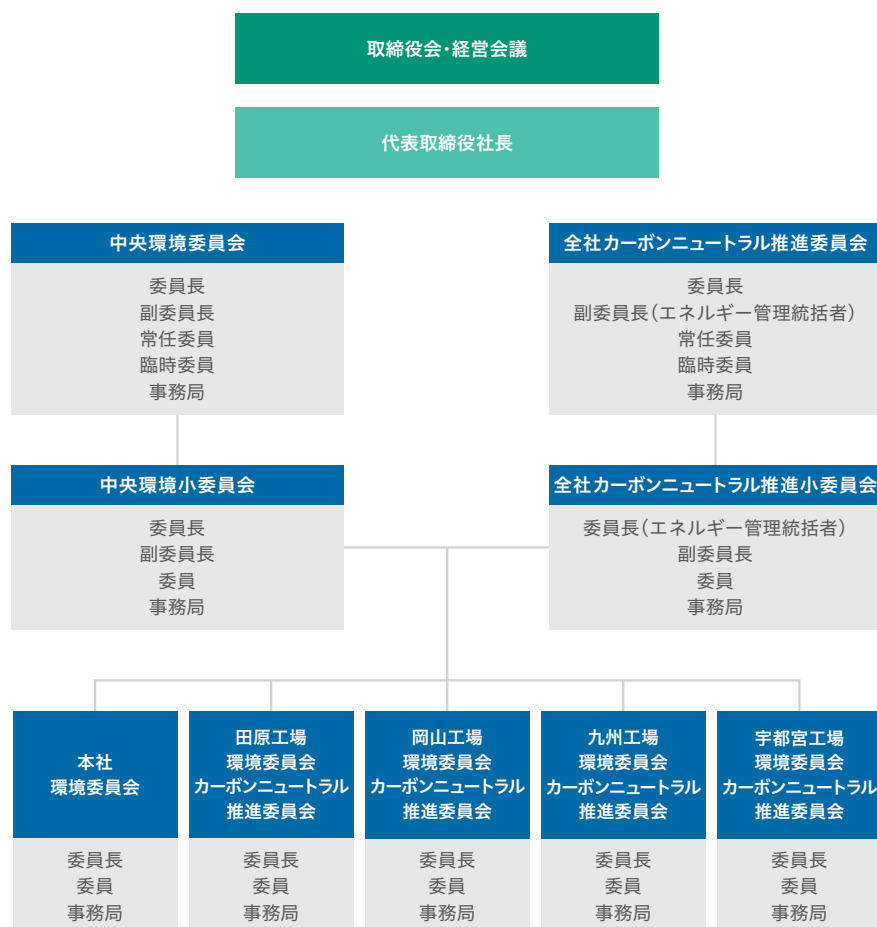 取締役会・経営会議
代表取締役社長
中央環境委員会
委員長
副委員長
常任委員
臨時委員
事務局
全社カーボンニュートラル推進委員会
委員長
副委員長（エネルギー管理統括者）
常任委員
臨時委員
事務局
中央環境小委員会
委員長
副委員長
委員
事務局
全社カーボンニュートラル推進小委員会
委員長（エネルギー管理統括者）
副委員長
委員
事務局
本社
環境委員会
委員長
委員
事務局
田原工場
環境委員会
カーボンニュートラル
推進委員会
委員長
委員
事務局
岡山工場
環境委員会
カーボンニュートラル
推進委員会
委員長
委員
事務局
九州工場
環境委員会
カーボンニュートラル
推進委員会
委員長
委員
事務局
宇都宮工場
環境委員会
カーボンニュートラル
推進委員会
委員長
委員
事務局